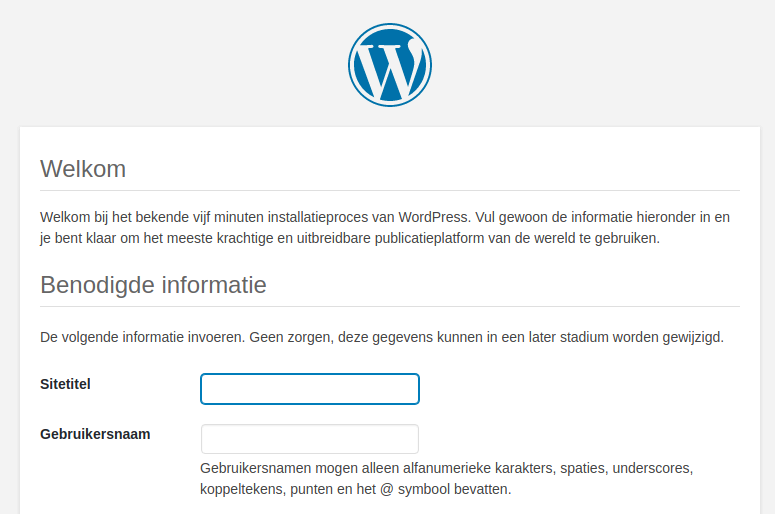 Welkom
Welkom bij het bekende vijf minuten installatieproces van WordPress. Vul gewoon de informatie hieronder in en
je bent klaar om het meeste krachtige en uitbreidbare publicatieplatform van de wereld te gebruiken.
Benodigde informatie
De volgende informatie invoeren. Geen zorgen, deze gegevens kunnen in een later stadium worden gewijzigd.
Sitetitel
Gebruikersnaam
Gebruikersnamen mogen alleen alfanumerieke karakters, spaties, underscores,
koppeltekens, punten en het @ symbool bevatten.